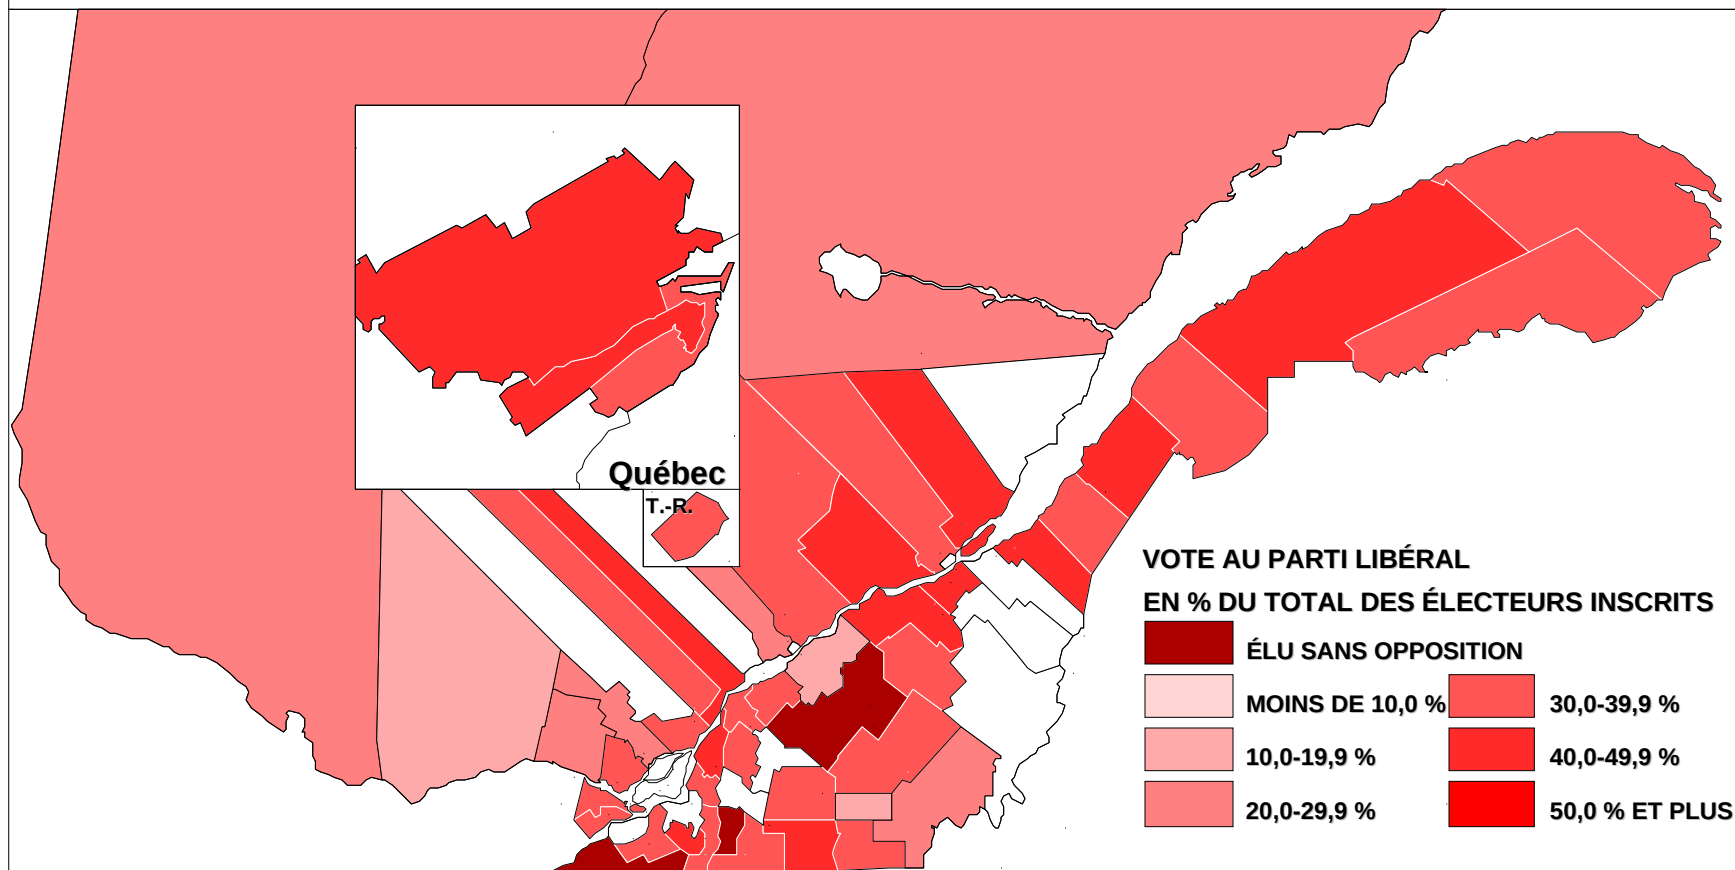 Québec
T.-R.
VOTE AU PARTI LIBÉRAL
EN % DU TOTAL DES ÉLECTEURS INSCRITS
ÉLU SANS OPPOSITION
MOINS DE 10,0 %
30,0-39,9 %
10,0-19,9 %
40,0-49,9 %
20,0-29,9 %
50,0 % ET PLUS